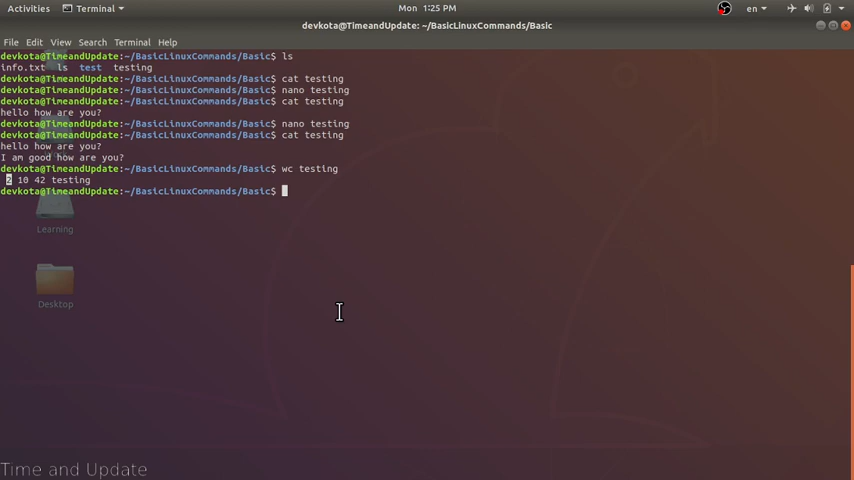 Activities Terminal Mon 1:25 PM en
devkota@TimeandUpdate: ~/BasicLinuxCommands/Basic
File Edit View Search Terminal Help
devkota@TimeandUpdate:~/BasicLinuxCommands/Basic$ ls
info.txt ls test testing
devkota@TimeandUpdate:~/BasicLinuxCommands/Basic$ cat testing
devkota@TimeandUpdate:~/BasicLinuxCommands/Basic$ nano testing
devkota@TimeandUpdate:~/BasicLinuxCommands/Basic$ cat testing
hello how are you?
devkota@TimeandUpdate:~/BasicLinuxCommands/Basic$ nano testing
devkota@TimeandUpdate:~/BasicLinuxCommands/Basic$ cat testing
hello how are you?
I am good how are you?
devkota@TimeandUpdate:~/BasicLinuxCommands/Basic$ wc testing
2 10 42 testing
devkota@TimeandUpdate:~/BasicLinuxCommands/Basic$
Learning
Desktop
Time and Update